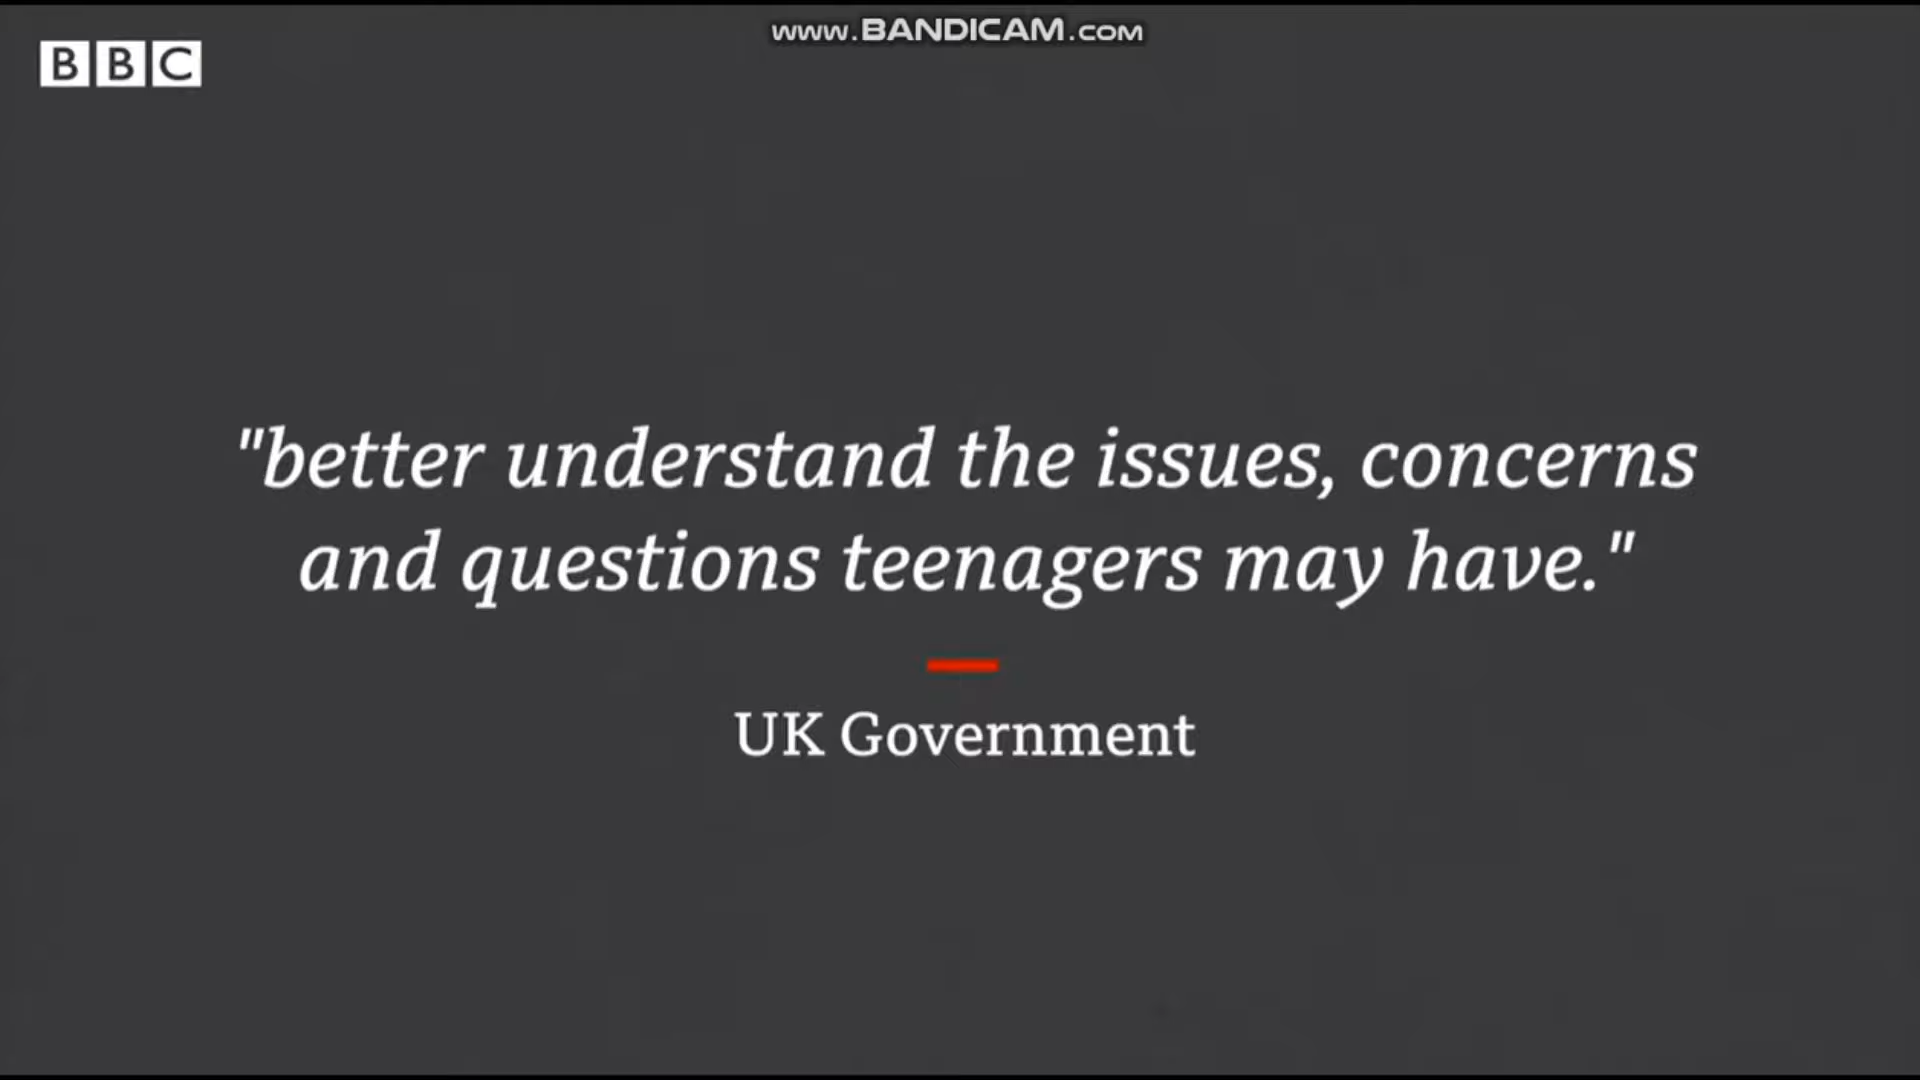 www.BANDICAM.com
BBC
"better understand the issues, concerns
and questions teenagers may have."
UK Government